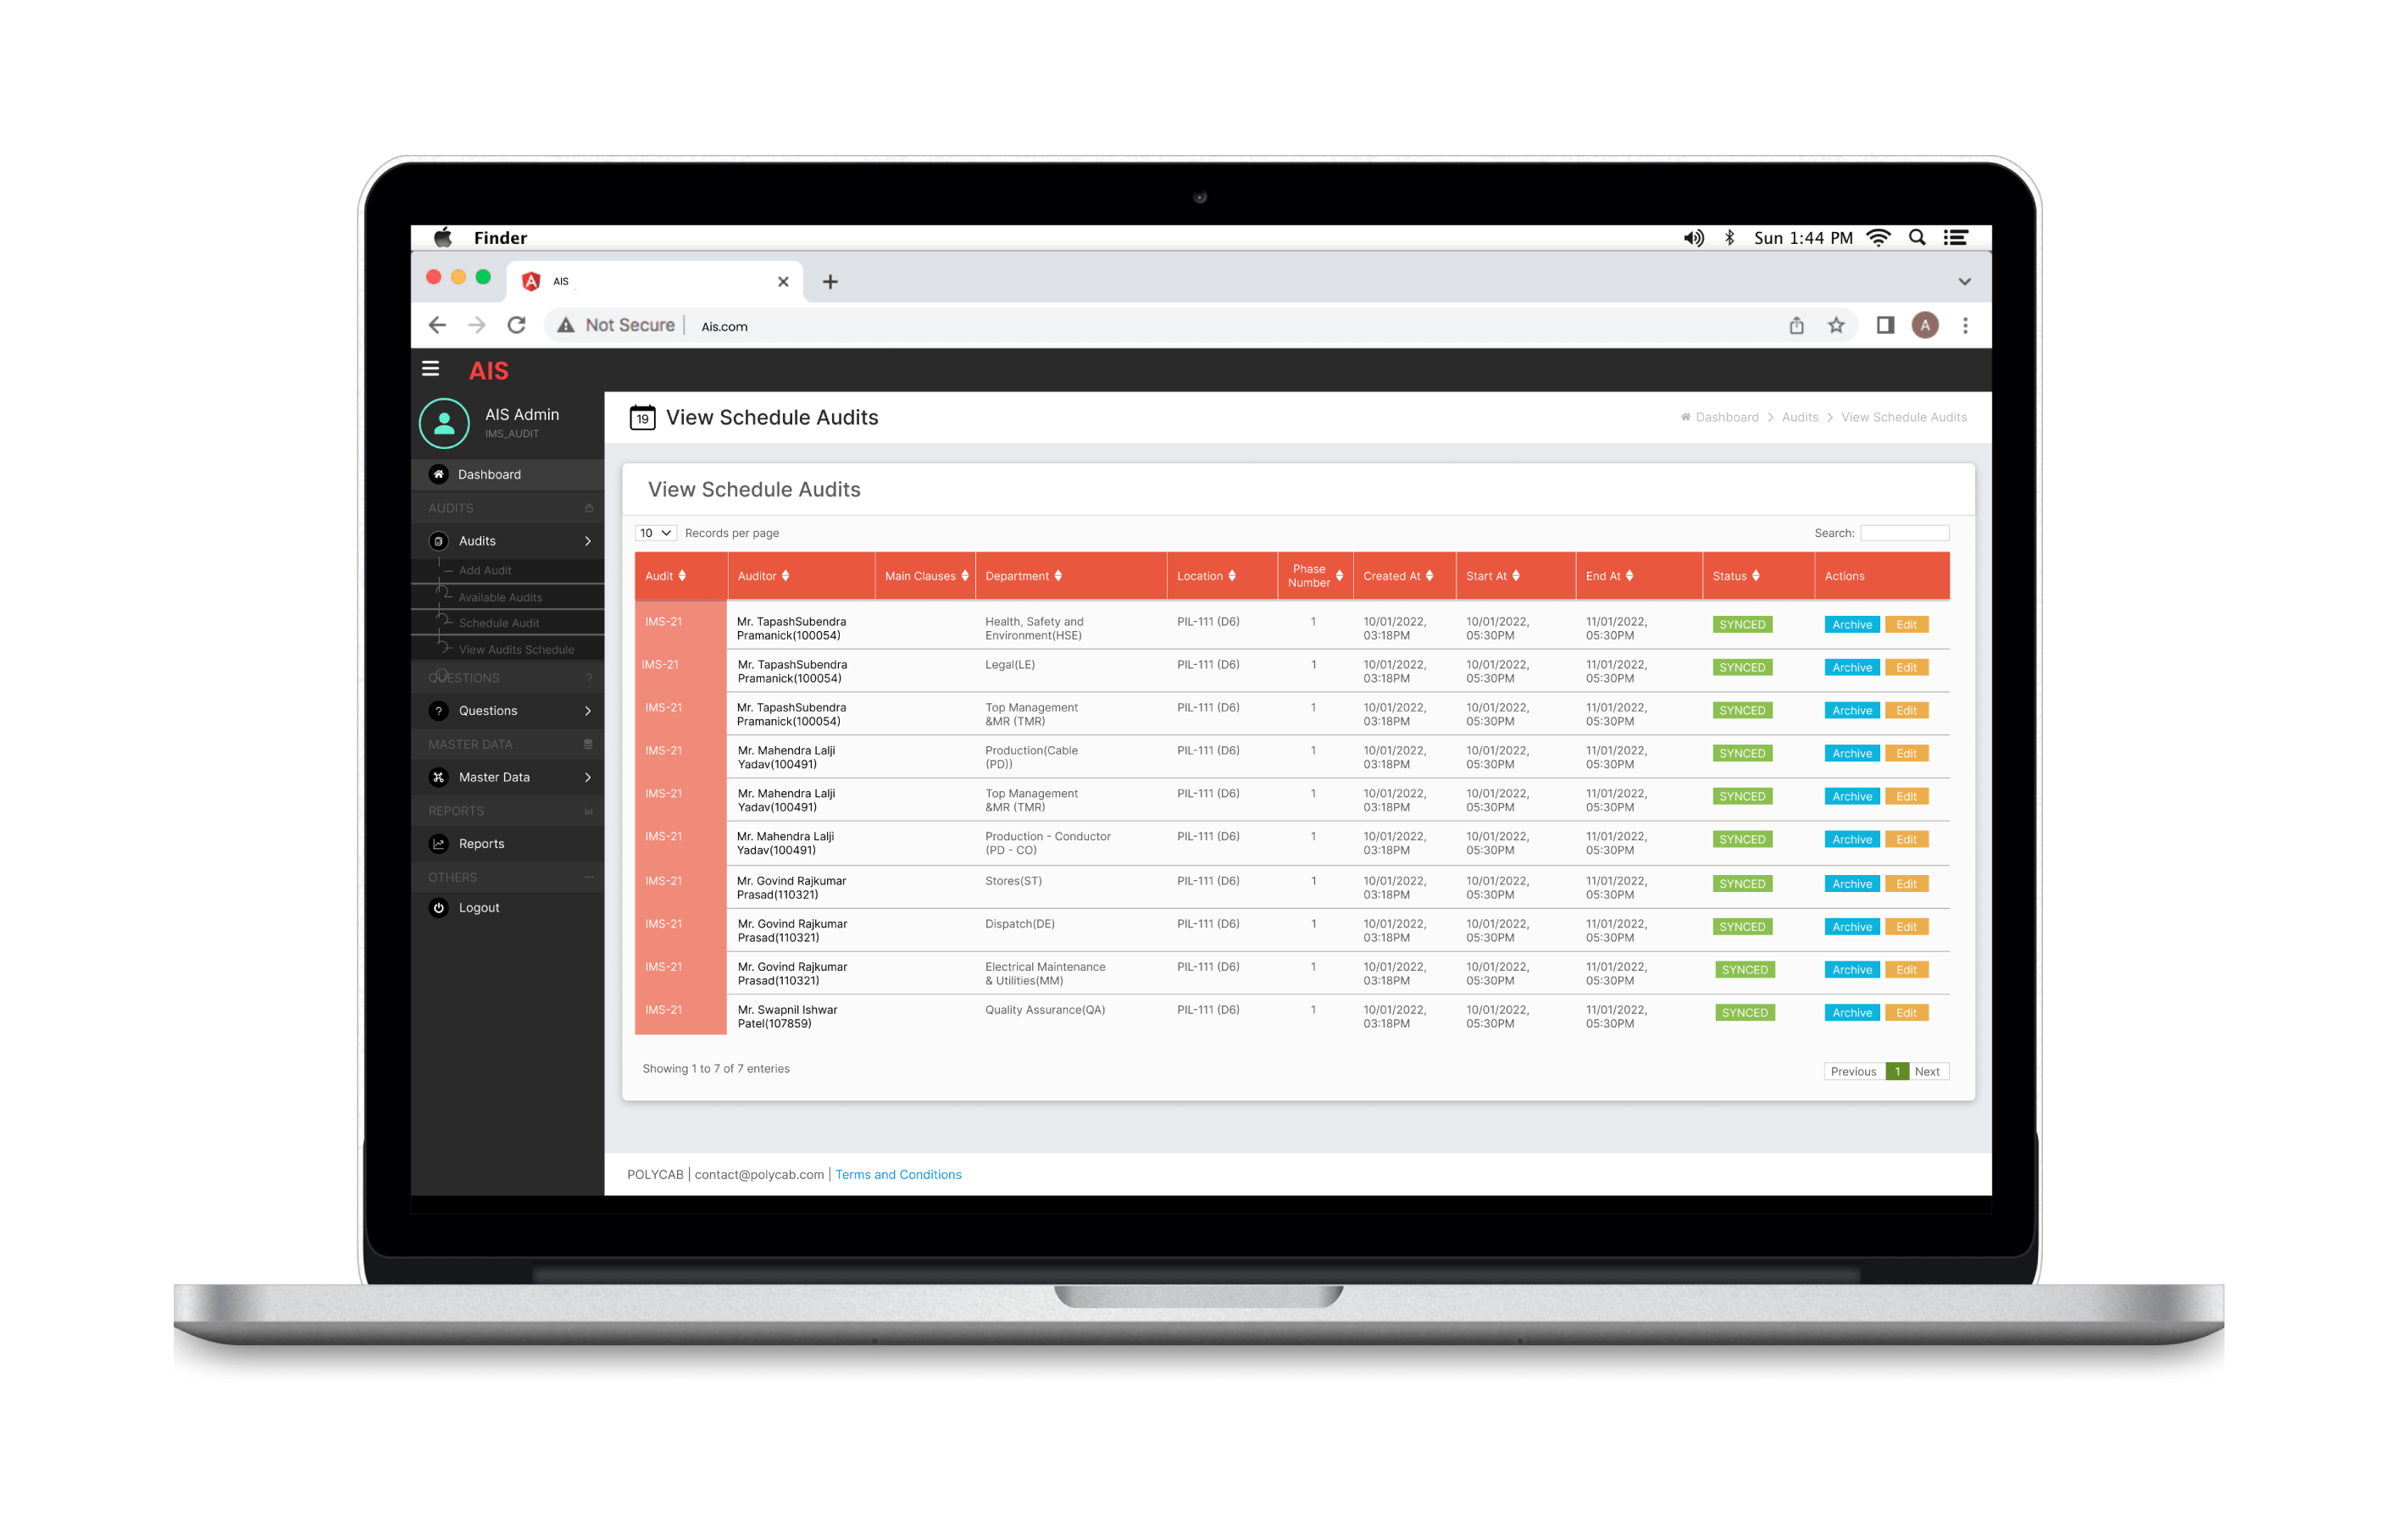 Finder
Sun 1:44 PM
AIS
Not Secure
Ais.com
A
AIS
AIS Admin
IMS_AUDIT
Dashboard
AUDITS
Audits
Add Audit
Available Audits
Schedule Audit
View Audits Schedule
QUESTIONS ?
? Questions
MASTER DATA
Master Data
REPORTS
Reports
OTHERS
Logout
19 View Schedule Audits
Dashboard > Audits > View Schedule Audits
View Schedule Audits
10 Records per page
Search:
Audit Auditor Main Clauses Department Location Phase Number Created At Start At End At Status Actions
IMS-21 Mr. TapashSubendra Health, Safety and PIL-111 (D6) 1 10/01/2022, 10/01/2022, 11/01/2022, SYNCED Archive Edit
Pramanick(100054) Environment(HSE) 03:18PM 05:30PM 05:30PM
IMS-21 Mr. TapashSubendra Legal(LE) PIL-111 (D6) 1 10/01/2022, 10/01/2022, 11/01/2022, SYNCED Archive Edit
Pramanick(100054) 03:18PM 05:30PM 05:30PM
IMS-21 Mr. TapashSubendra Top Management PIL-111 (D6) 1 10/01/2022, 10/01/2022, 11/01/2022, SYNCED Archive Edit
Pramanick(100054) &MR (TMR) 03:18PM 05:30PM 05:30PM
IMS-21 Mr. Mahendra Lalji Production(Cable PIL-111 (D6) 1 10/01/2022, 10/01/2022, 11/01/2022, SYNCED Archive Edit
Yadav(100491) (PD)) 03:18PM 05:30PM 05:30PM
IMS-21 Mr. Mahendra Lalji Top Management PIL-111 (D6) 1 10/01/2022, 10/01/2022, 11/01/2022, SYNCED Archive Edit
Yadav(100491) &MR (TMR) 03:18PM 05:30PM 05:30PM
IMS-21 Mr. Mahendra Lalji Production - Conductor PIL-111 (D6) 1 10/01/2022, 10/01/2022, 11/01/2022, SYNCED Archive Edit
Yadav(100491) (PD - CO) 03:18PM 05:30PM 05:30PM
IMS-21 Mr. Govind Rajkumar Stores(ST) PIL-111 (D6) 1 10/01/2022, 10/01/2022, 11/01/2022, SYNCED Archive Edit
Prasad(110321) 03:18PM 05:30PM 05:30PM
IMS-21 Mr. Govind Rajkumar Dispatch(DE) PIL-111 (D6) 1 10/01/2022, 10/01/2022, 11/01/2022, SYNCED Archive Edit
Prasad(110321) 03:18PM 05:30PM 05:30PM
IMS-21 Mr. Govind Rajkumar Electrical Maintenance PIL-111 (D6) 1 10/01/2022, 10/01/2022, 11/01/2022, SYNCED Archive Edit
Prasad(110321) & Utilities(MM) 03:18PM 05:30PM 05:30PM
IMS-21 Mr. Swapnil Ishwar Quality Assurance(QA) PIL-111 (D6) 1 10/01/2022, 10/01/2022, 11/01/2022, SYNCED Archive Edit
Patel(107859) 03:18PM 05:30PM 05:30PM
Showing 1 to 7 of 7 enteries
Previous 1 Next
POLYCAB | contact@polycab.com | Terms and Conditions